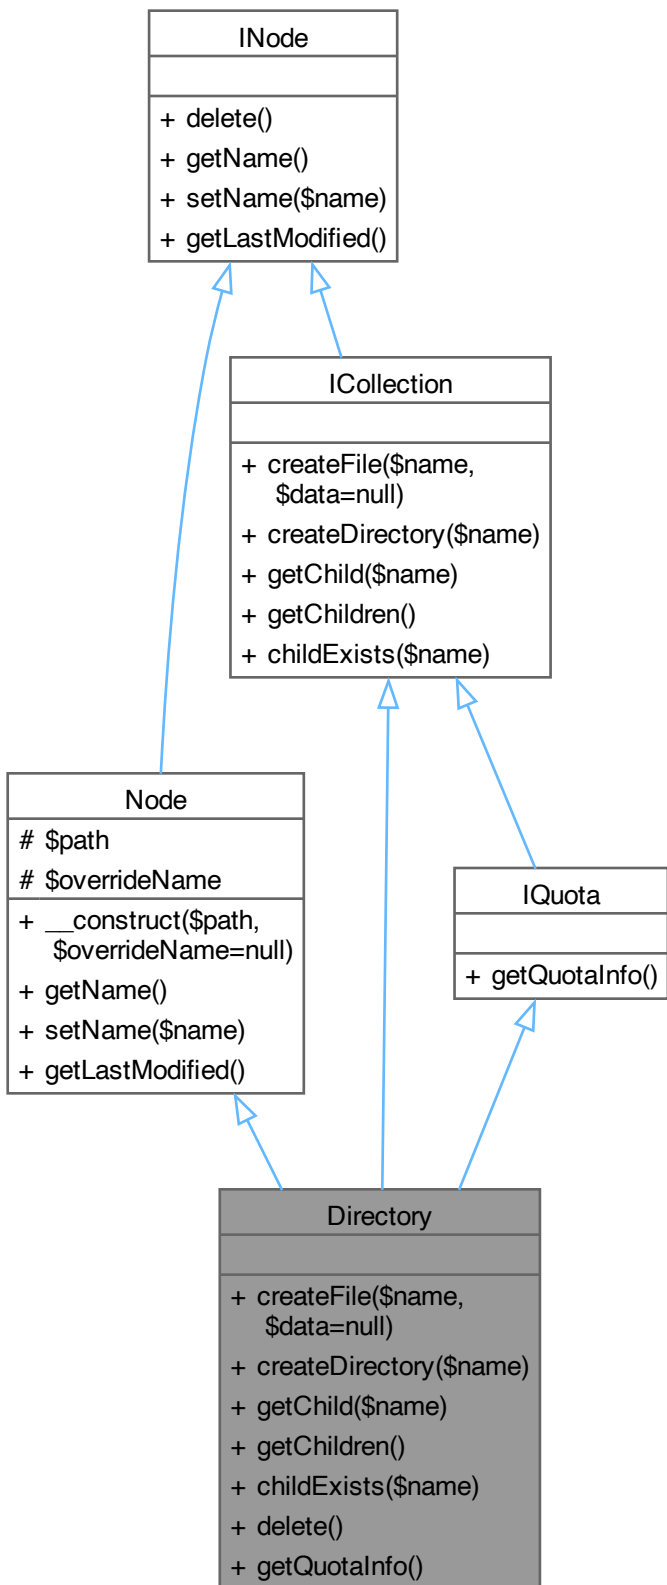 INode
+ delete()
+ getName()
+ setName($name)
+ getLastModified()
ICollection
+ createFile($name,
$data=null)
+ createDirectory($name)
+ getChild($name)
+ getChildren()
+ childExists($name)
Node
# $path
# $overrideName
+ __construct($path,
$overrideName=null)
+ getName()
+ setName($name)
+ getLastModified()
IQuota
+ getQuotaInfo()
Directory
+ createFile($name,
$data=null)
+ createDirectory($name)
+ getChild($name)
+ getChildren()
+ childExists($name)
+ delete()
+ getQuotaInfo()